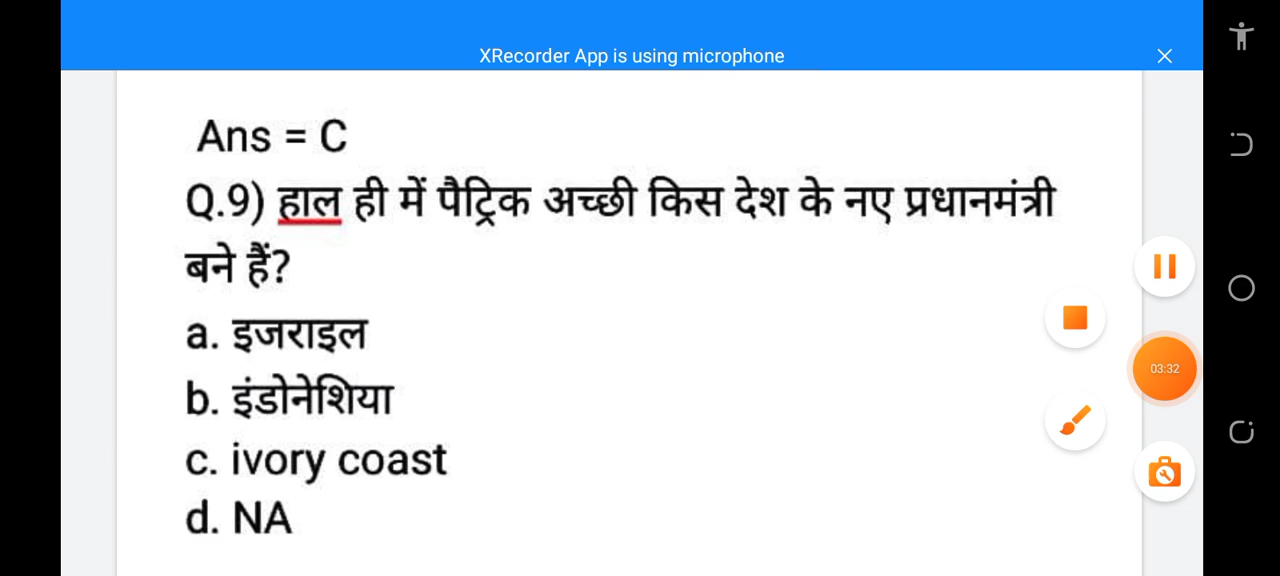 XRecorder App is using microphone
Ans = C
Q.9) हाल ही में पैट्रिक अच्छी किस देश के नए प्रधानमंत्री
बने हैं?
a. इजराइल
03:32
b. इंडोनेशिया
c. ivory coast
d. NA